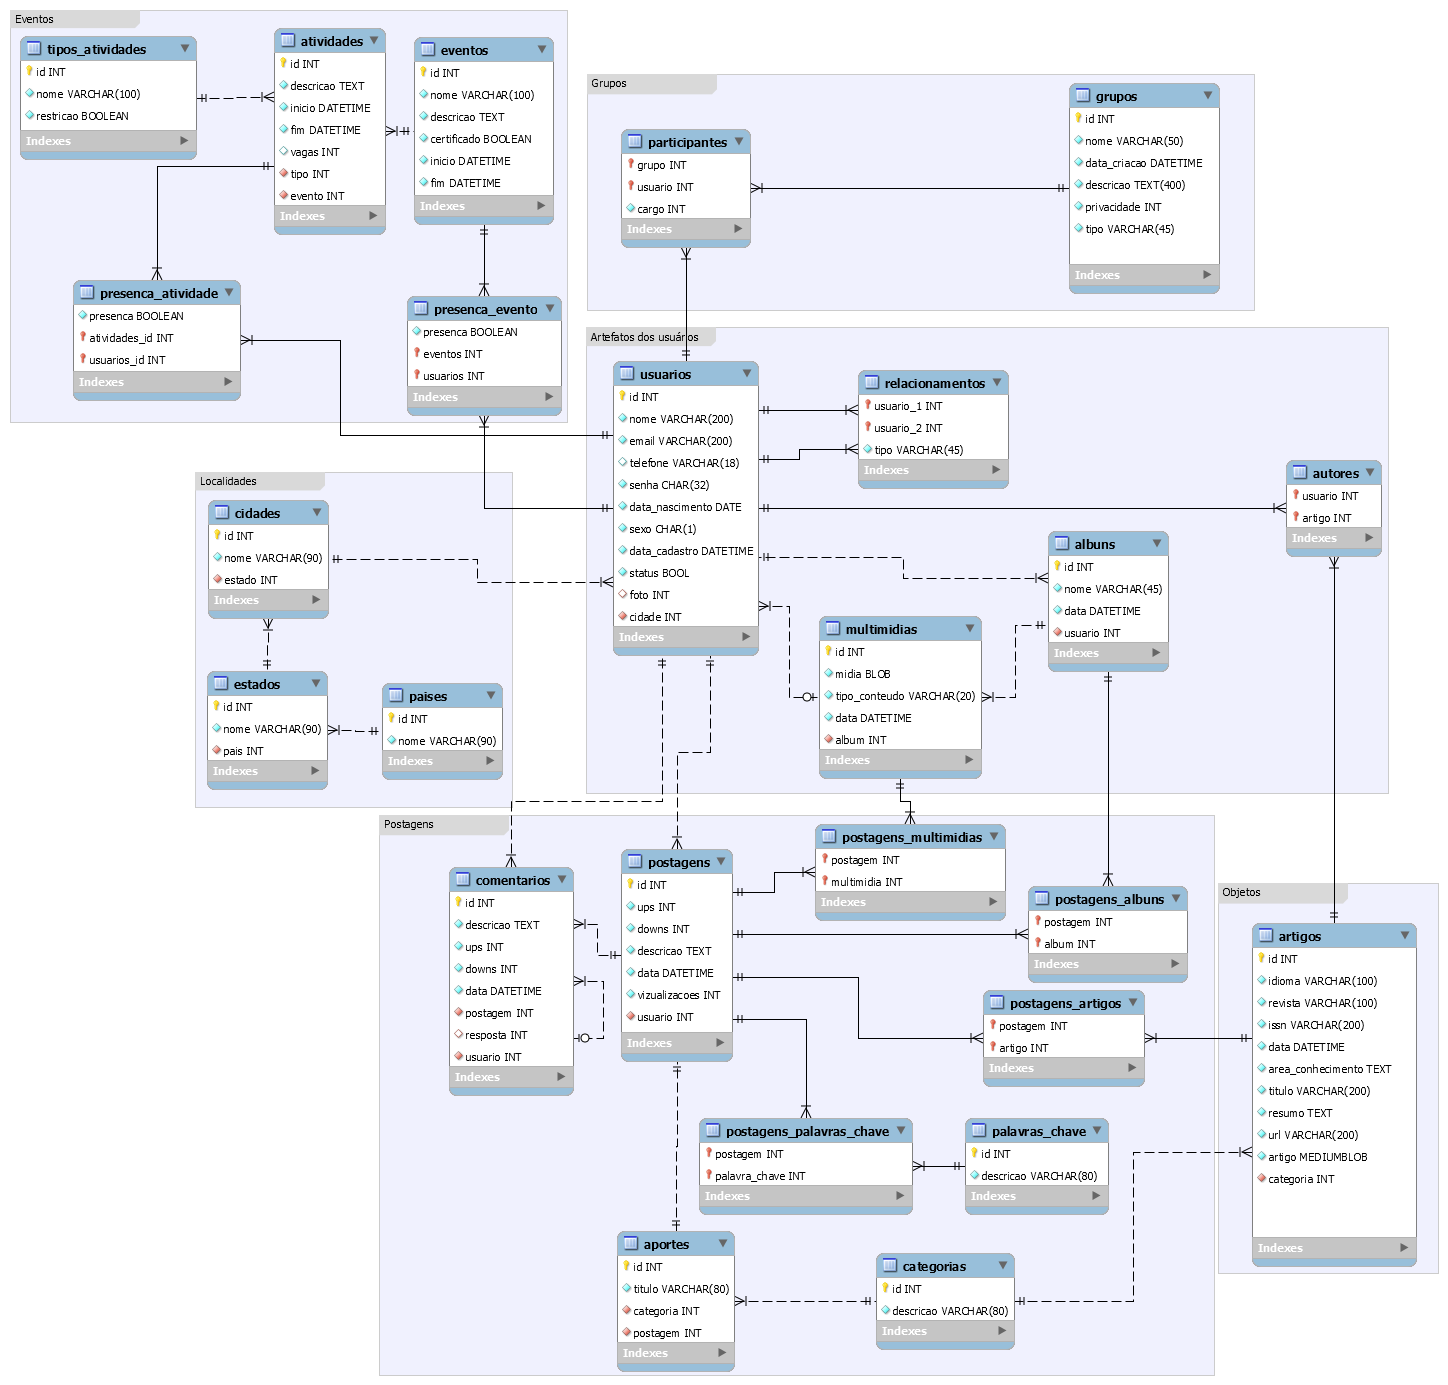 Eventos
tipos_atividades
id INT
nome VARCHAR(100)
restricao BOOLEAN
Indexes
atividades
id INT
descricao TEXT
inicio DATETIME
fim DATETIME
vagas INT
tipo INT
evento INT
Indexes
eventos
id INT
nome VARCHAR(100)
descricao TEXT
certificado BOOLEAN
inicio DATETIME
fim DATETIME
Indexes
presenca_atividade
presenca BOOLEAN
atividades_id INT
usuarios_id INT
Indexes
presenca_evento
presenca BOOLEAN
eventos INT
usuarios INT
Indexes
Grupos
participantes
grupo INT
usuario INT
cargo INT
Indexes
grupos
id INT
nome VARCHAR(50)
data_criacao DATETIME
descricao TEXT(400)
privacidade INT
tipo VARCHAR(45)
Indexes
Artefatos dos usuários
usuarios
id INT
nome VARCHAR(200)
email VARCHAR(200)
telefone VARCHAR(18)
senha CHAR(32)
data_nascimento DATE
sexo CHAR(1)
data_cadastro DATETIME
status BOOL
foto INT
cidade INT
Indexes
relacionamentos
usuario_1 INT
usuario_2 INT
tipo VARCHAR(45)
Indexes
autores
usuario INT
artigo INT
Indexes
albuns
id INT
nome VARCHAR(45)
data DATETIME
usuario INT
Indexes
multimidias
id INT
midia BLOB
tipo_conteudo VARCHAR(20)
data DATETIME
album INT
Indexes
Localidades
cidades
id INT
nome VARCHAR(90)
estado INT
Indexes
estados
id INT
nome VARCHAR(90)
pais INT
Indexes
paises
id INT
nome VARCHAR(90)
Indexes
Postagens
comentarios
id INT
descricao TEXT
ups INT
downs INT
data DATETIME
postagem INT
resposta INT
usuario INT
Indexes
postagens
id INT
ups INT
downs INT
descricao TEXT
data DATETIME
vizualizacoes INT
usuario INT
Indexes
postagens_multimidias
postagem INT
multimidia INT
Indexes
postagens_albuns
postagem INT
album INT
Indexes
postagens_artigos
postagem INT
artigo INT
Indexes
postagens_palavras_chave
postagem INT
palavra_chave INT
Indexes
palavras_chave
id INT
descricao VARCHAR(80)
Indexes
aportes
id INT
titulo VARCHAR(80)
categoria INT
postagem INT
Indexes
categorias
id INT
descricao VARCHAR(80)
Indexes
Objetos
artigos
id INT
idioma VARCHAR(100)
revista VARCHAR(100)
issn VARCHAR(200)
data DATETIME
area_conhecimento TEXT
titulo VARCHAR(200)
resumo TEXT
url VARCHAR(200)
artigo MEDIUMBLOB
categoria INT
Indexes